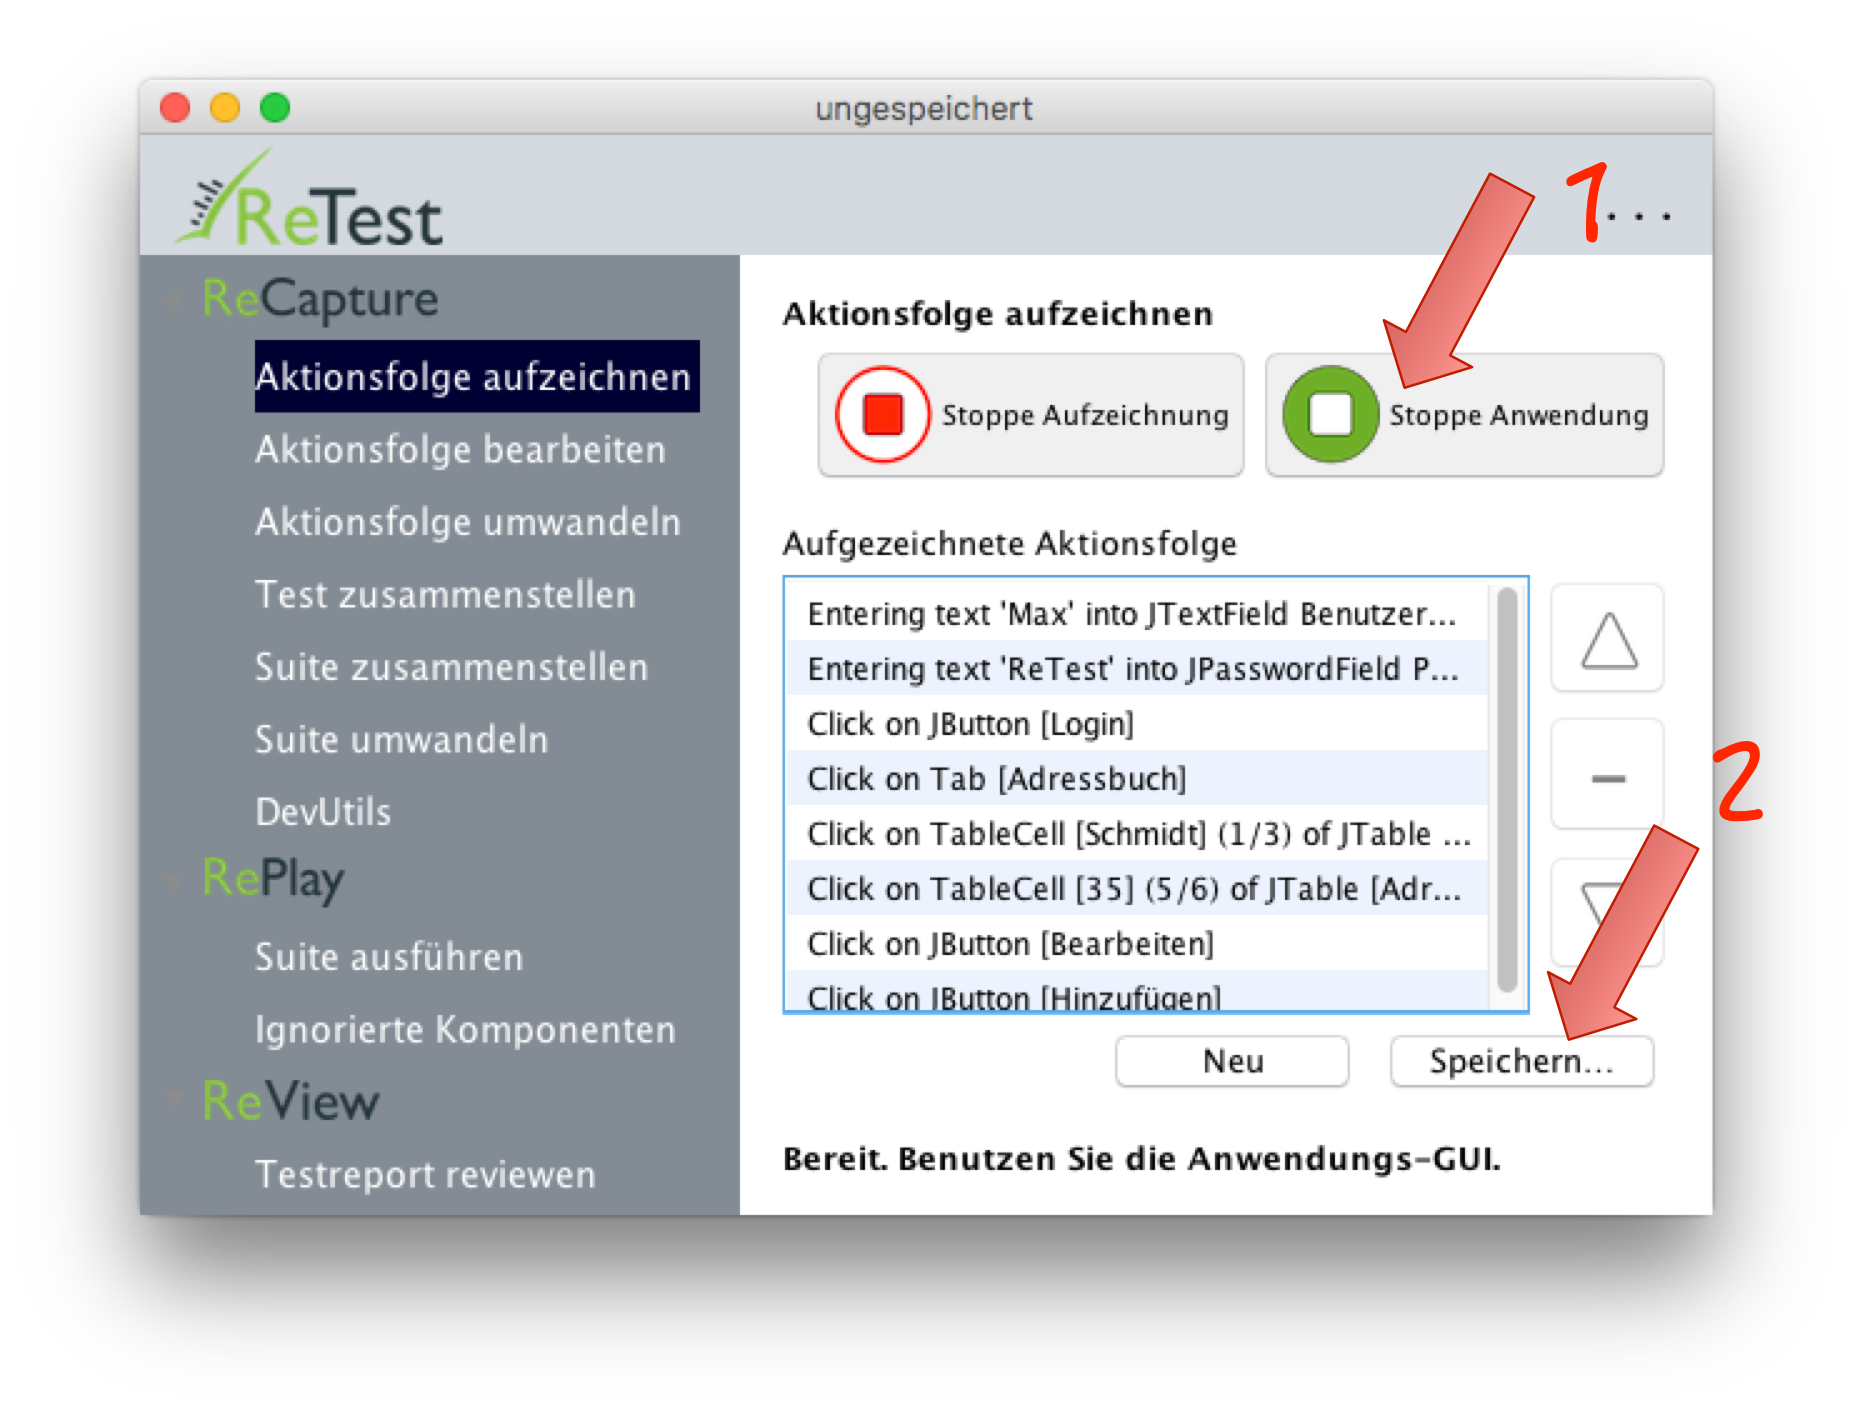 ungespeichert
ReTest
1
...
ReCapture
Aktionsfolge aufzeichnen
Aktionsfolge bearbeiten
Aktionsfolge umwandeln
Test zusammenstellen
Suite zusammenstellen
Suite umwandeln
DevUtils
RePlay
Suite ausführen
Ignorierte Komponenten
ReView
Testreport reviewen
Aktionsfolge aufzeichnen
Stoppe Aufzeichnung
Stoppe Anwendung
Aufgezeichnete Aktionsfolge
Entering text 'Max' into JTextField Benutzer...
Entering text 'ReTest' into JPasswordField P...
Click on JButton [Login]
Click on Tab [Adressbuch]
Click on TableCell [Schmidt] (1/3) of JTable ...
Click on TableCell [35] (5/6) of JTable [Adr...
Click on JButton [Bearbeiten]
Click on JButton [Hinzufügen]
2
Neu
Speichern...
Bereit. Benutzen Sie die Anwendungs-GUI.